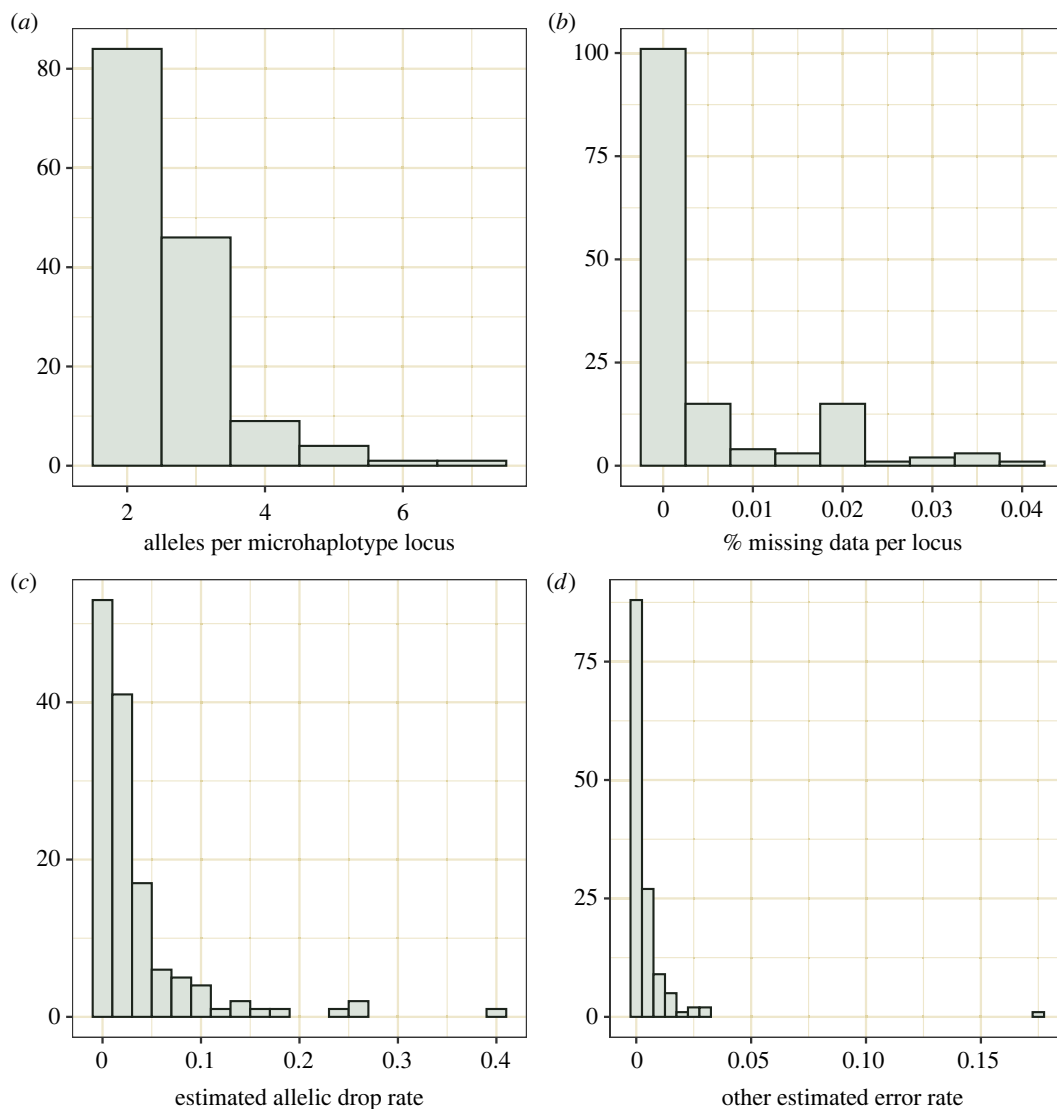 (a)
80
60
40
20
0
2 4 6
alleles per microhaplotype locus
(b)
100
75
50
25
0
0 0.01 0.02 0.03 0.04
% missing data per locus
(c)
40
20
0
0 0.1 0.2 0.3 0.4
estimated allelic drop rate
(d)
75
50
25
0
0 0.05 0.10 0.15
other estimated error rate